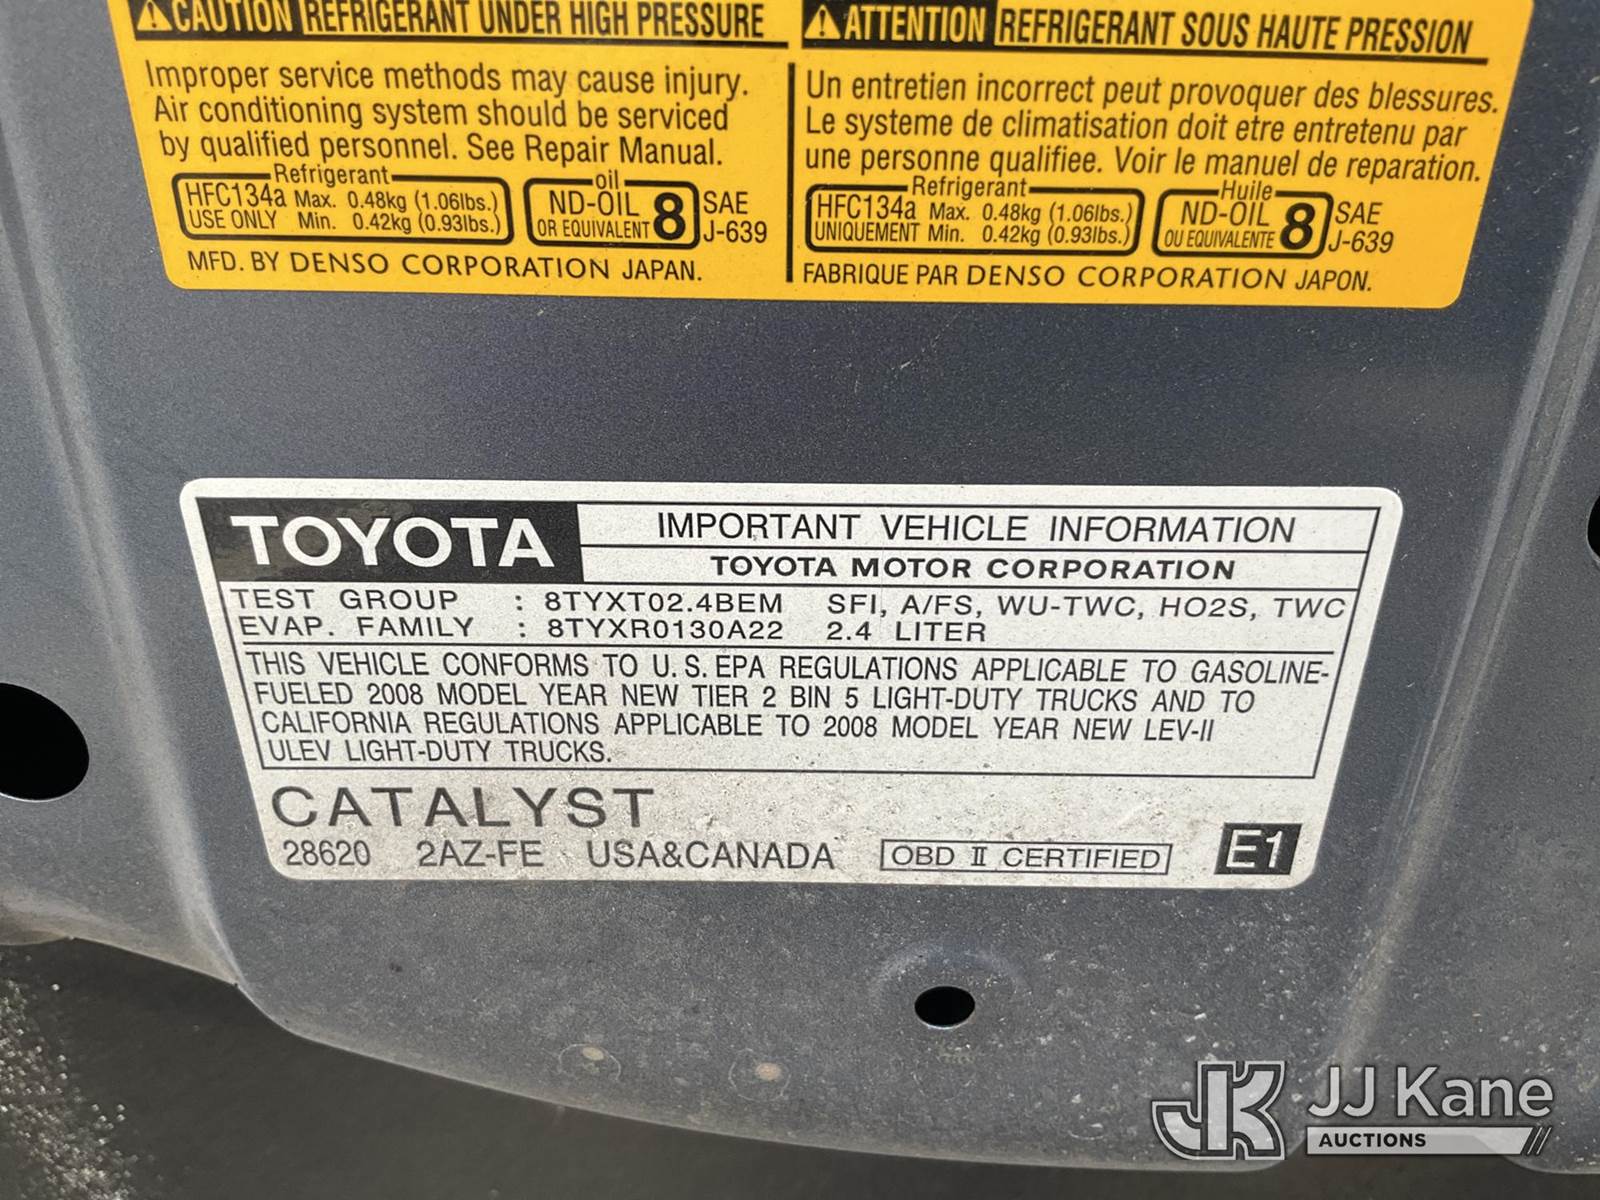 CAUTION REFRIGERANT UNDER HIGH PRESSURE
Improper service methods may cause injury.
Air conditioning system should be serviced
by qualified personnel. See Repair Manual.
Refrigerant
HFC134a Max. 0.48kg (1.06lbs.)
USE ONLY Min. 0.42kg (0.93lbs.)
oil
ND-OIL 8
OR EQUIVALENT
SAE
J-639
MFD. BY DENSO CORPORATION JAPAN.
ATTENTION REFRIGERANT SOUS HAUTE PRESSION
Un entretien incorrect peut provoquer des blessures.
Le systeme de climatisation doit etre entretenu par
une personne qualifiee. Voir le manuel de reparation.
Refrigerant
HFC134a Max. 0.48kg (1.06lbs.)
UNIQUEMENT Min. 0.42kg (0.93lbs.)
Huile
ND-OIL 8
OU EQUIVALENTE
SAE
J-639
FABRIQUE PAR DENSO CORPORATION JAPON.
TOYOTA
IMPORTANT VEHICLE INFORMATION
TOYOTA MOTOR CORPORATION
TEST GROUP : 8TYXT02.4BEM SFI, A/FS, WU-TWC, HO2S, TWC
EVAP. FAMILY : 8TYXR0130A22 2.4 LITER
THIS VEHICLE CONFORMS TO U.S. EPA REGULATIONS APPLICABLE TO GASOLINE-
FUELED 2008 MODEL YEAR NEW TIER 2 BIN 5 LIGHT-DUTY TRUCKS AND TO
CALIFORNIA REGULATIONS APPLICABLE TO 2008 MODEL YEAR NEW LEV-II
ULEV LIGHT-DUTY TRUCKS.
CATALYST
28620 2AZ-FE USA&CANADA OBD II CERTIFIED E1
JK JJ Kane
AUCTIONS